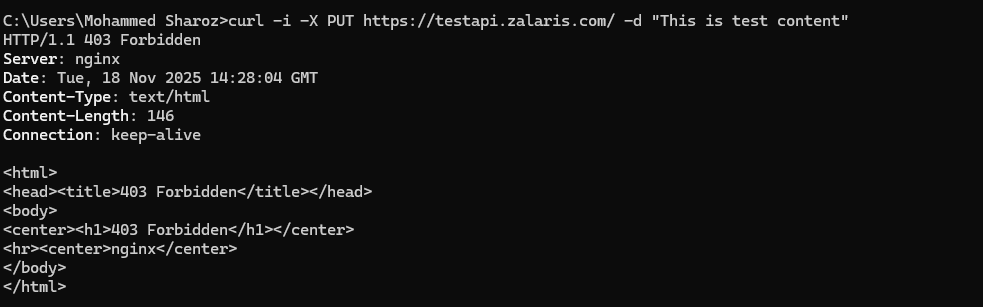 C:\Users\Mohammed Sharoz>curl -i -X PUT https://testapi.zalaris.com/ -d "This is test content"
HTTP/1.1 403 Forbidden
Server: nginx
Date: Tue, 18 Nov 2025 14:28:04 GMT
Content-Type: text/html
Content-Length: 146
Connection: keep-alive

<html>
<head><title>403 Forbidden</title></head>
<body>
<center><h1>403 Forbidden</h1></center>
<hr><center>nginx</center>
</body>
</html>